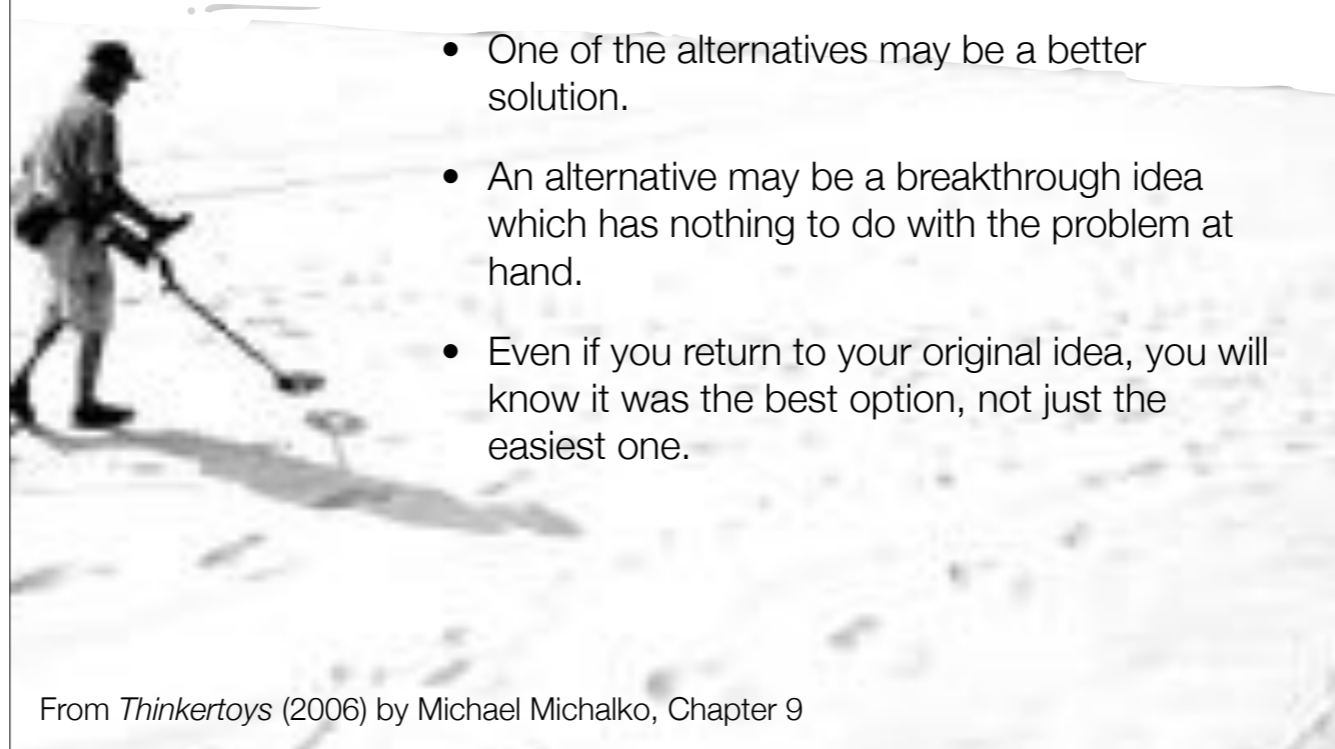 • One of the alternatives may be a better
solution.
• An alternative may be a breakthrough idea
which has nothing to do with the problem at
hand.
• Even if you return to your original idea, you will
know it was the best option, not just the
easiest one.
From Thinkertoys (2006) by Michael Michalko, Chapter 9